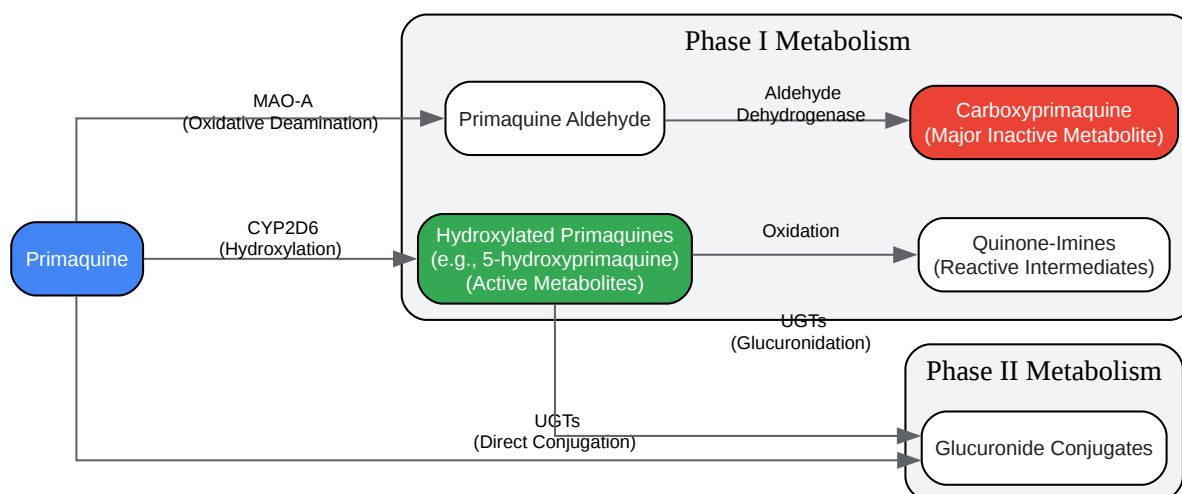 Phase I Metabolism
MAO-A
(Oxidative Deamination)
Primaquine Aldehyde
Aldehyde
Dehydrogenase
Carboxyprimaquine
(Major Inactive Metabolite)
Primaquine
CYP2D6
(Hydroxylation)
Hydroxylated Primaquines
(e.g., 5-hydroxyprimaquine)
(Active Metabolites)
Oxidation
Quinone-Imines
(Reactive Intermediates)
UGTs
(Glucuronidation)
Phase II Metabolism
UGTs
(Direct Conjugation)
Glucuronide Conjugates